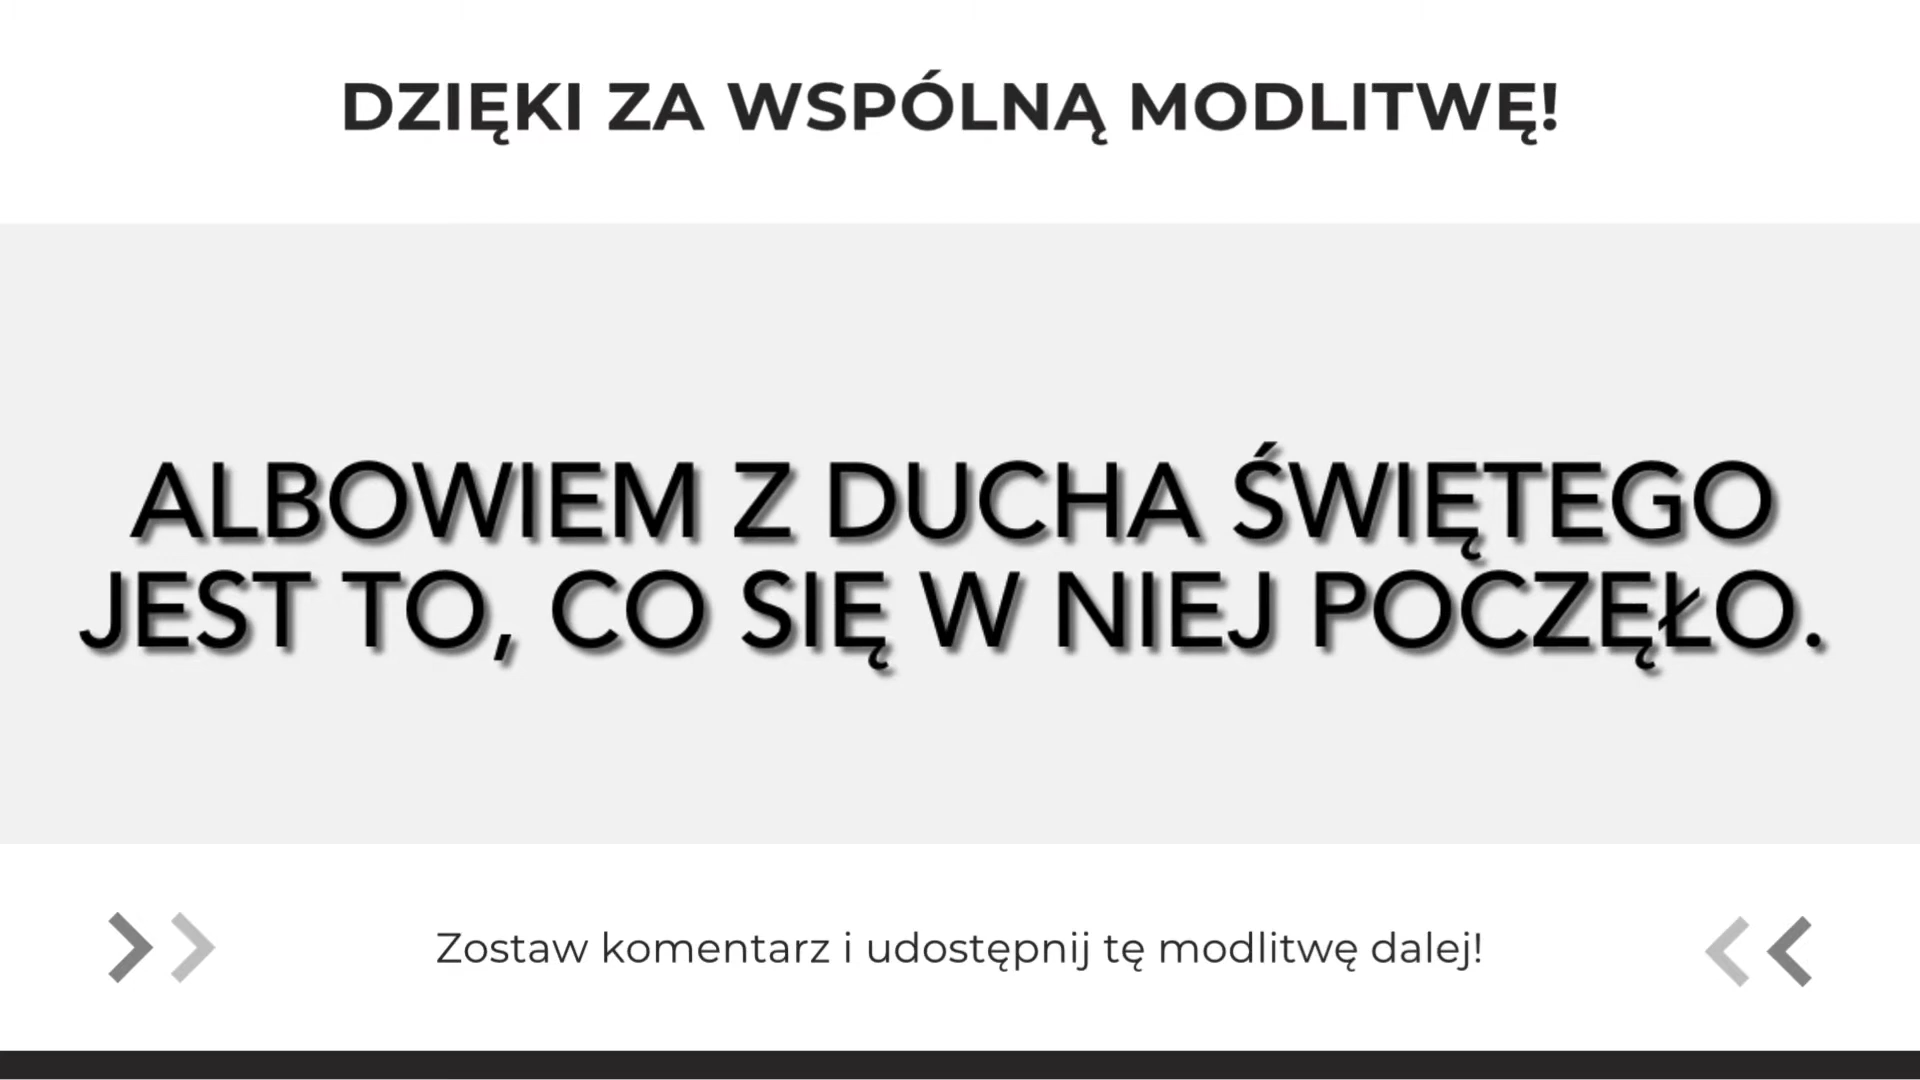 DZIĘKI ZA WSPÓLNĄ MODLITWĘ!
ALBOWIEM Z DUCHA ŚWIĘTEGO
JEST TO, CO SIĘ W NIEJ POCZĘŁO.
Zostaw komentarz i udostępnij tę modlitwę dalej!